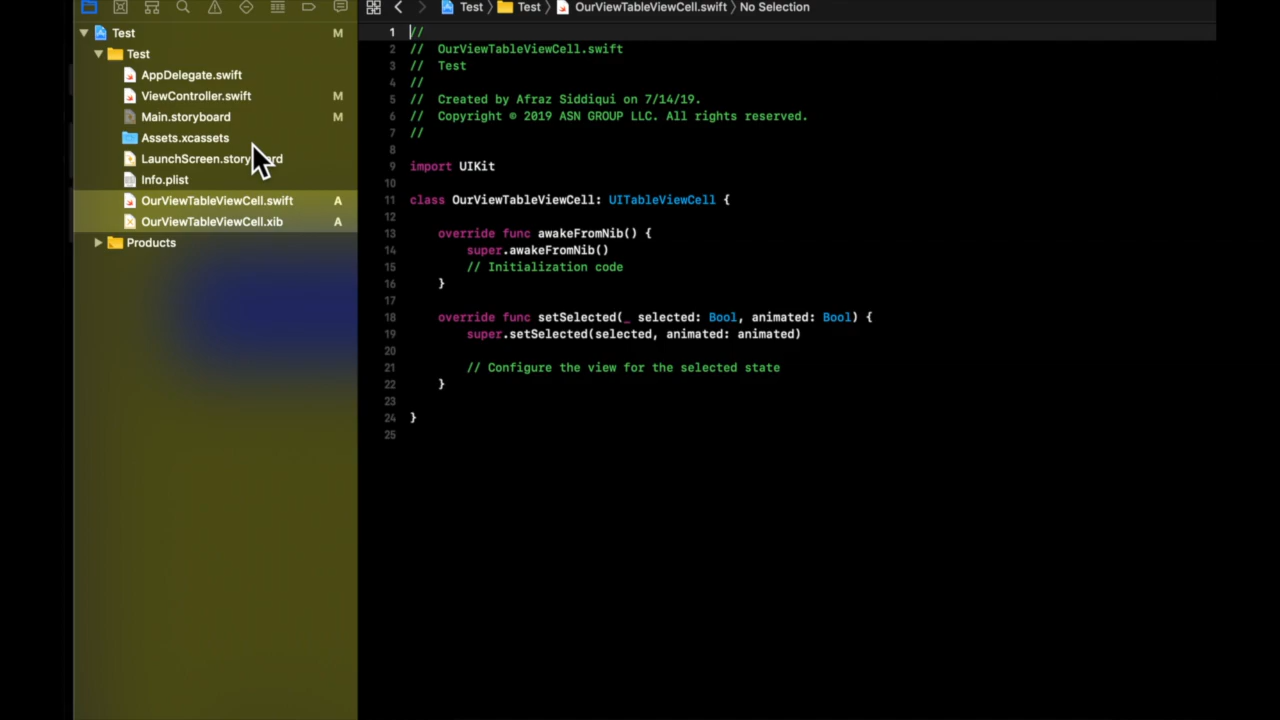 Test M
Test
AppDelegate.swift
ViewController.swift M
Main.storyboard M
Assets.xcassets
LaunchScreen.story rd
Info.plist
OurViewTableViewCell.swift A
OurViewTableViewCell.xib A
Products
Test Test OurViewTableViewCell.swift No Selection
1 //
2 // OurViewTableViewCell.swift
3 // Test
4 //
5 // Created by Afraz Siddiqui on 7/14/19.
6 // Copyright © 2019 ASN GROUP LLC. All rights reserved.
7 //
8
9 import UIKit
10
11 class OurViewTableViewCell: UITableViewCell {
12
13 override func awakeFromNib() {
14 super.awakeFromNib()
15 // Initialization code
16 }
17
18 override func setSelected(_ selected: Bool, animated: Bool) {
19 super.setSelected(selected, animated: animated)
20
21 // Configure the view for the selected state
22 }
23
24 }
25